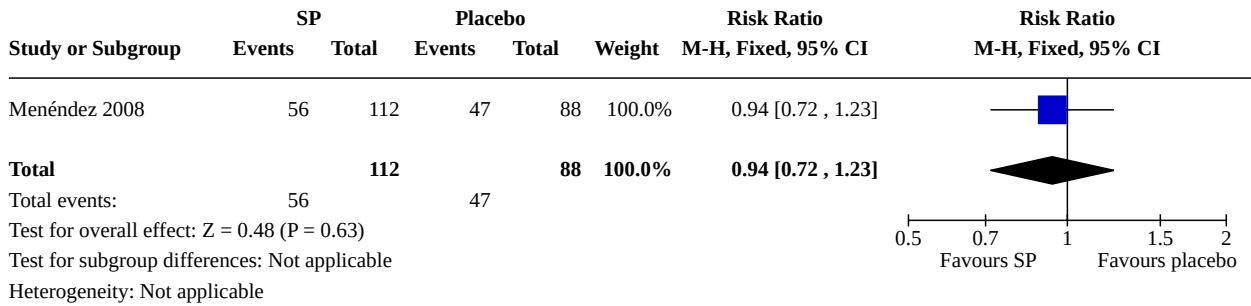 SP Placebo Risk Ratio Risk Ratio
Study or Subgroup Events Total Events Total Weight M-H, Fixed, 95% CI M-H, Fixed, 95% CI
Menéndez 2008 56 112 47 88 100.0% 0.94 [0.72 , 1.23]
Total 112 88 100.0% 0.94 [0.72 , 1.23]
Total events: 56 47
Test for overall effect: Z = 0.48 (P = 0.63)
0.5 0.7 1 1.5 2
Test for subgroup differences: Not applicable Favours SP Favours placebo
Heterogeneity: Not applicable